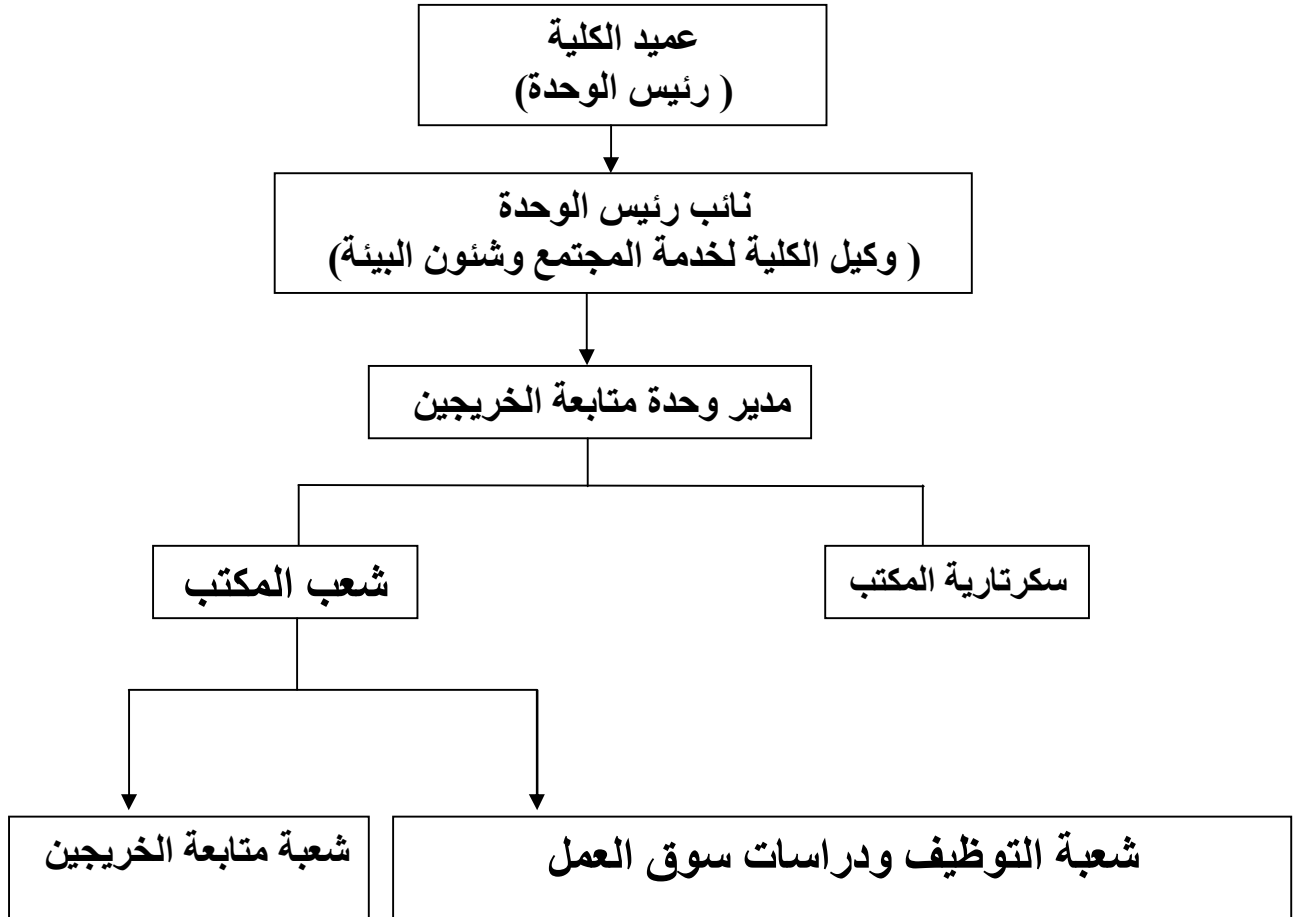 عميد الكلية
( رئيس الوحدة)
نائب رئيس الوحدة
( وكيل الكلية لخدمة المجتمع وشئون البيئة)
مدير وحدة متابعة الخريجين
سكرتارية المكتب
شعب المكتب
شعبة التوظيف ودراسات سوق العمل
شعبة متابعة الخريجين